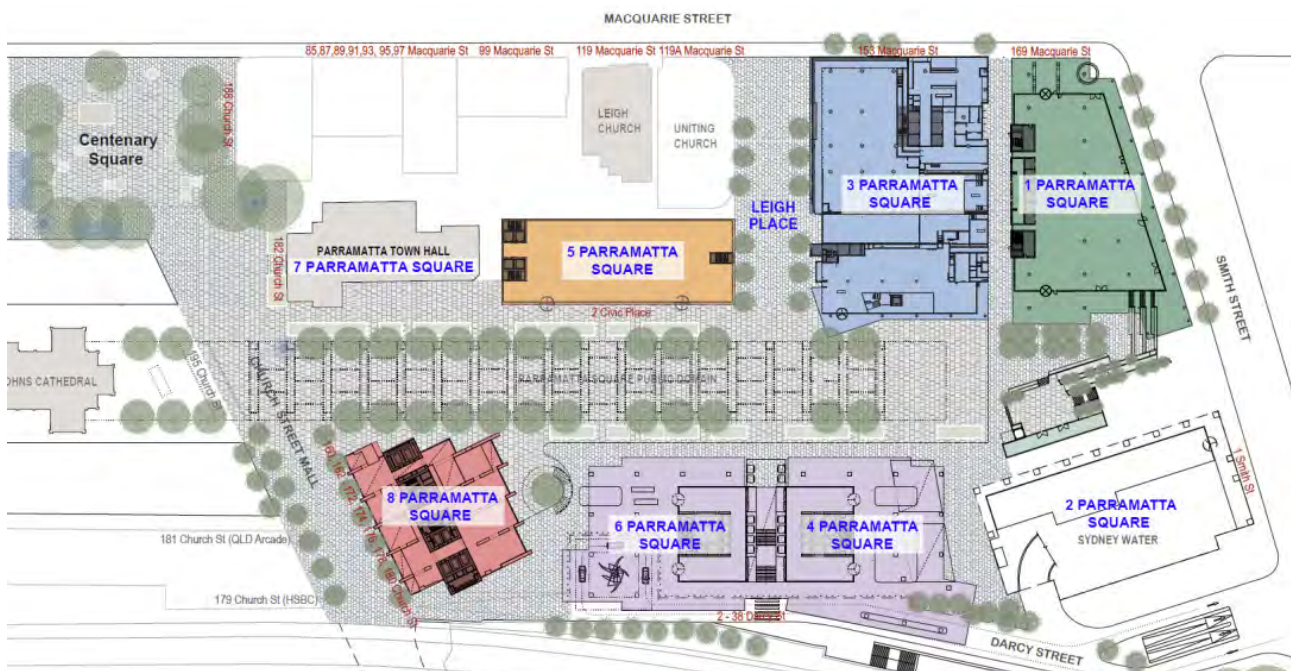 MACQUARIE STREET
85,87,89,91,93, 95,97 Macquarie St
99 Macquarie St
119 Macquarie St
119A Macquarie St
153 Macquarie St
169 Macquarie St
188 Church St
Centenary
Square
LEIGH
CHURCH
UNITING
CHURCH
3 PARRAMATTA
SQUARE
1 PARRAMATTA
SQUARE
LEIGH
PLACE
182 Church St
PARRAMATTA TOWN HALL
7 PARRAMATTA SQUARE
5 PARRAMATTA
SQUARE
2 Civic Place
SMITH STREET
OHNS CATHEDRAL
195 Church St
CHURCH STREET MALL
PARRAMATTA SQUARE PUBLIC DOMAIN
8 PARRAMATTA
SQUARE
6 PARRAMATTA
SQUARE
4 PARRAMATTA
SQUARE
2 PARRAMATTA
SQUARE
SYDNEY WATER
1 Smith St
181 Church St (QLD Arcade)
179 Church St (HSBC)
2 - 38 Darcy St
DARCY STREET